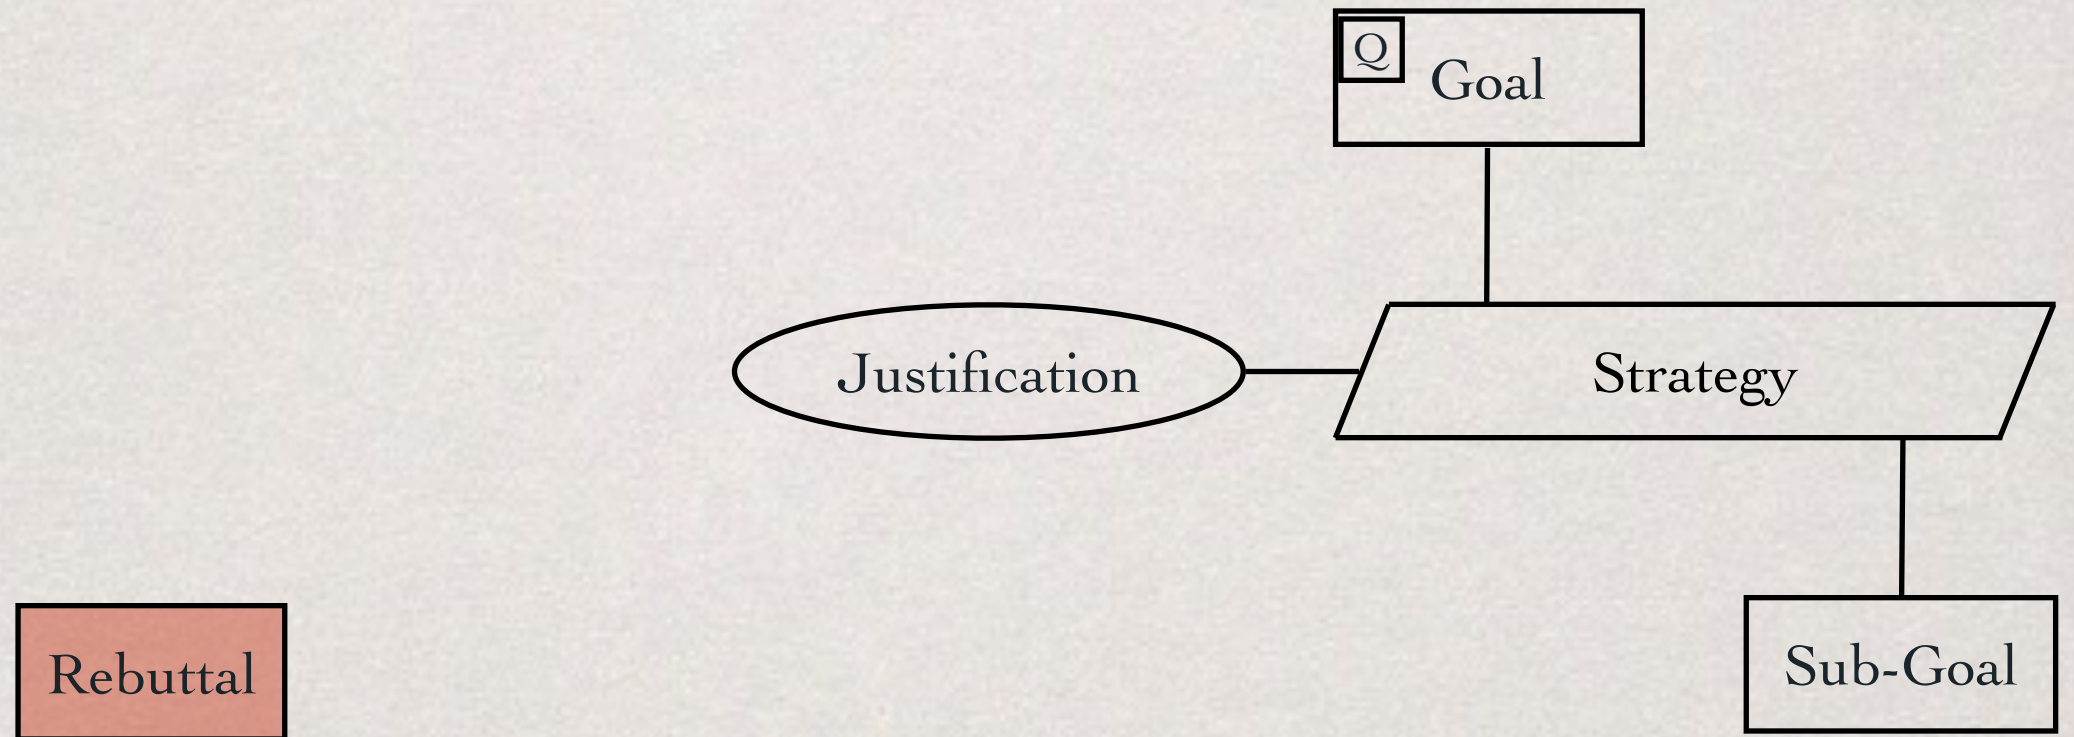 Q
Goal
Justification
Strategy
Rebuttal
Sub-Goal